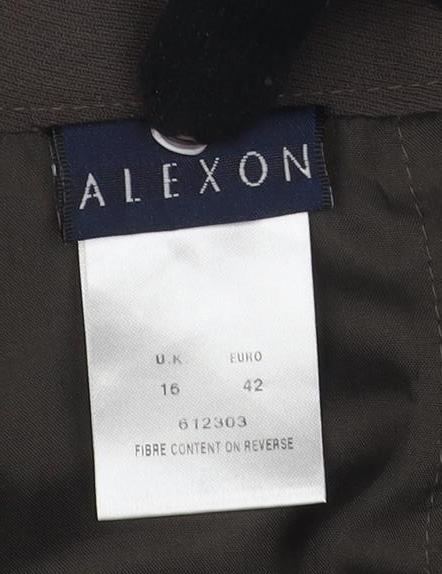 ALEXON
U.K. EURO
16 42
612303
FIBRE CONTENT ON REVERSE